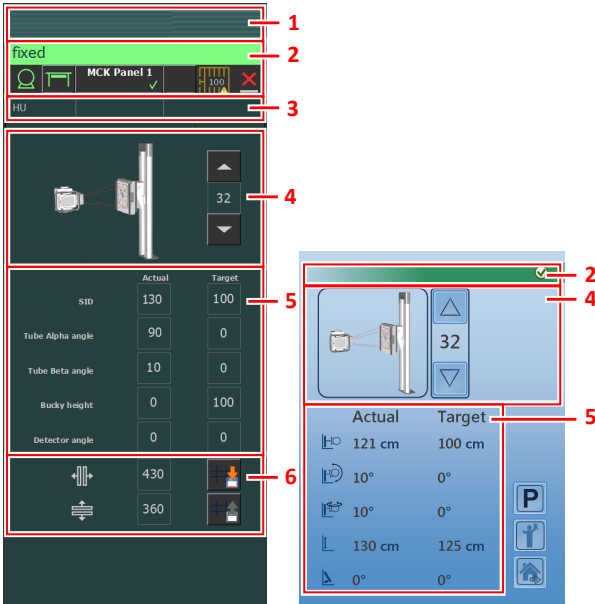 1
fixed
2
MCK Panel 1
100
A
HU
3
32
4
Actual Target
SID 130 100
5
Tube Alpha angle 90 0
Tube Beta angle 10 0
Bucky height 0 100
Detector angle 0 0
430
6
360
2
4
32
Actual Target
5
121 cm 100 cm
10° 0°
10° 0°
130 cm 125 cm
0° 0°
P